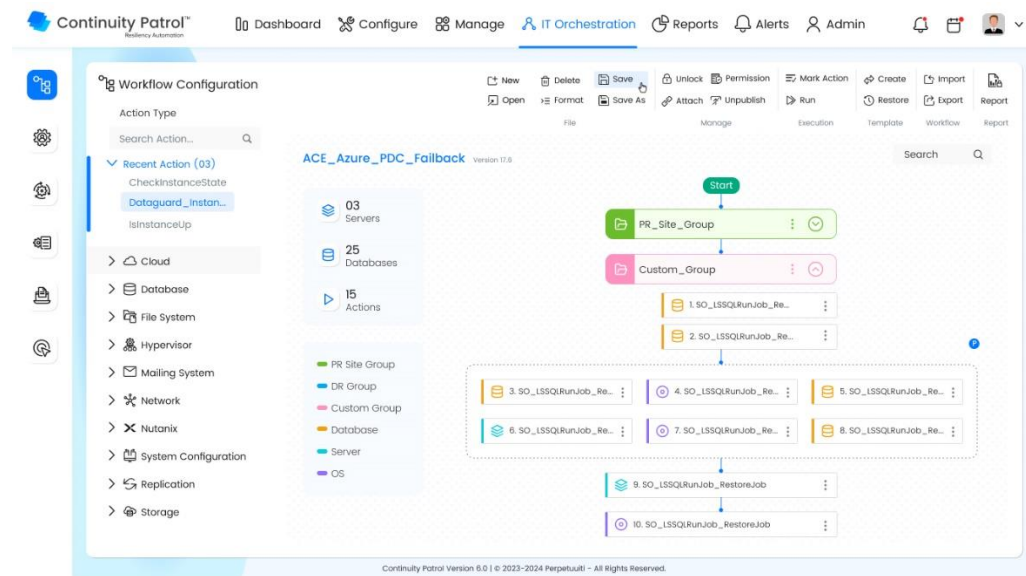 Continuity Patrol™
Resiliency Automation
Dashboard Configure Manage IT Orchestration Reports Alerts Admin
Workflow Configuration
New Delete Save Unlock Permission Mark Action Create Import
Open Format Save As Attach Unpublish Run Restore Export Report
File Manage Execution Template Workflow Report
Action Type
Search Action...
Recent Action (03)
CheckInstanceState
Dataguard_Instan...
IsInstanceUp
Cloud
Database
File System
Hypervisor
Mailing System
Network
Nutanix
System Configuration
Replication
Storage
ACE_Azure_PDC_Failback Version 17.6
Search
03
Servers
25
Databases
15
Actions
PR Site Group
DR Group
Custom Group
Database
Server
OS
Start
PR_Site_Group
Custom_Group
1. SO_LSSQLRunJob_Re...
2. SO_LSSQLRunJob_Re...
P
3. SO_LSSQLRunJob_Re... 4. SO_LSSQLRunJob_Re... 5. SO_LSSQLRunJob_Re...
6. SO_LSSQLRunJob_Re... 7. SO_LSSQLRunJob_Re... 8. SO_LSSQLRunJob_Re...
9. SO_LSSQLRunJob_RestoreJob
10. SO_LSSQLRunJob_RestoreJob
Continuity Patrol Version 6.0 | © 2023-2024 Perpetuuiti - All Rights Reserved.